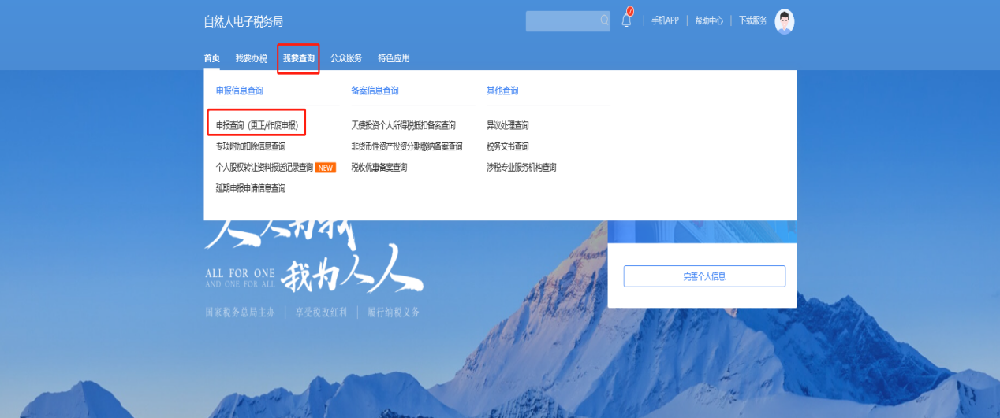 自然人电子税务局
7
手机APP
帮助中心
下载服务
首页
我要办税
我要查询
公众服务
特色应用
申报信息查询
备案信息查询
其他查询
申报查询（更正/作废申报）
天使投资个人所得税抵扣备案查询
异议处理查询
专项附加扣除信息查询
非货币性资产投资分期缴纳备案查询
税务文书查询
个人股权转让资料报送记录查询 NEW
税收优惠备案查询
涉税专业服务机构查询
延期申报申请信息查询
人人为我
我为人人
ALL FOR ONE
AND ONE FOR ALL
国家税务总局主办 | 享受税改红利 | 履行纳税义务
完善个人信息